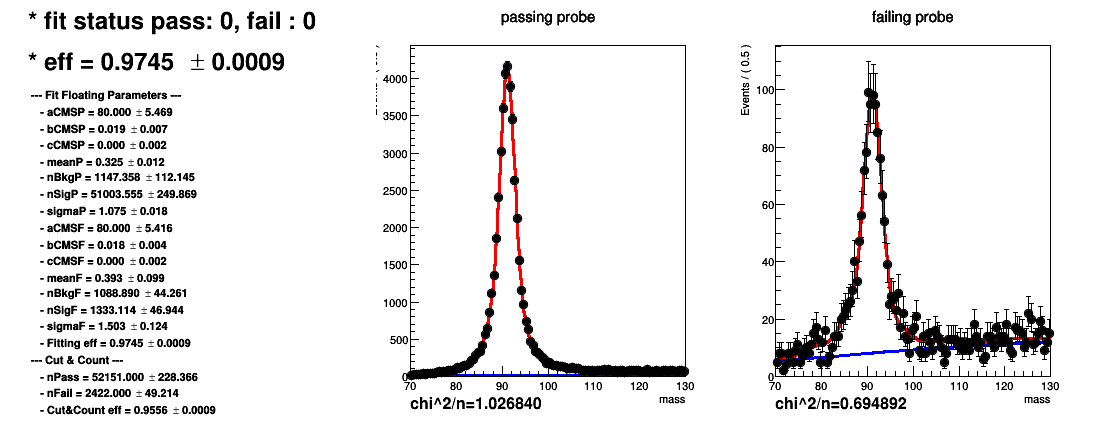 * fit status pass: 0, fail : 0
* eff = 0.9745 ± 0.0009
--- Fit Floating Parameters ---
- aCMSP = 80.000 ± 5.469
- bCMSP = 0.019 ± 0.007
- cCMSP = 0.000 ± 0.002
- meanP = 0.325 ± 0.012
- nBkgP = 1147.358 ± 112.145
- nSigP = 51003.555 ± 249.869
- sigmaP = 1.075 ± 0.018
- aCMSF = 80.000 ± 5.416
- bCMSF = 0.018 ± 0.004
- cCMSF = 0.000 ± 0.002
- meanF = 0.393 ± 0.099
- nBkgF = 1088.890 ± 44.261
- nSigF = 1333.114 ± 46.944
- sigmaF = 1.503 ± 0.124
- Fitting eff = 0.9745 ± 0.0009
--- Cut & Count ---
- nPass = 52151.000 ± 228.366
- nFail = 2422.000 ± 49.214
- Cut&Count eff = 0.9556 ± 0.0009
passing probe
4000
3500
3000
2500
2000
1500
1000
500
0
70 80 90 100 110 120 130
mass
chi^2/n=1.026840
failing probe
Events / ( 0.5 )
100
80
60
40
20
0
70 80 90 100 110 120 130
mass
chi^2/n=0.694892